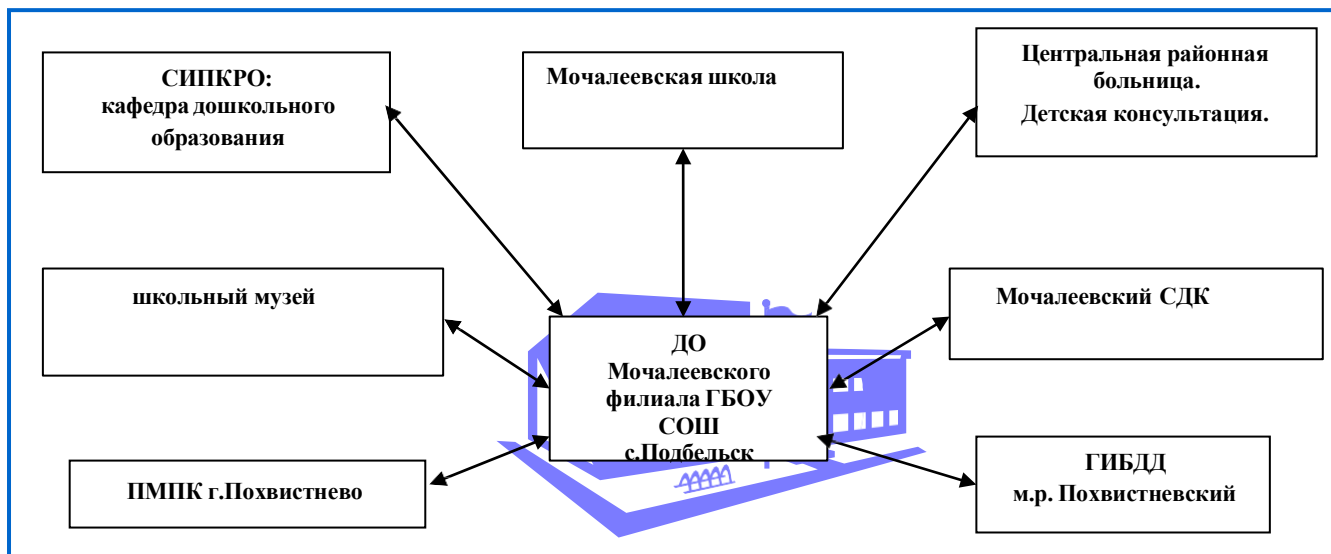 СИПКРО:
кафедра дошкольного
образования
Мочалеевская школа
Центральная районная
больница.
Детская консультация.
школьный музей
Мочалеевский СДК
ДО
Мочалеевского
филиала ГБОУ
СОШ
с.Подбельск
ПМПК г.Похвистнево
ГИБДД
м.р. Похвистневский